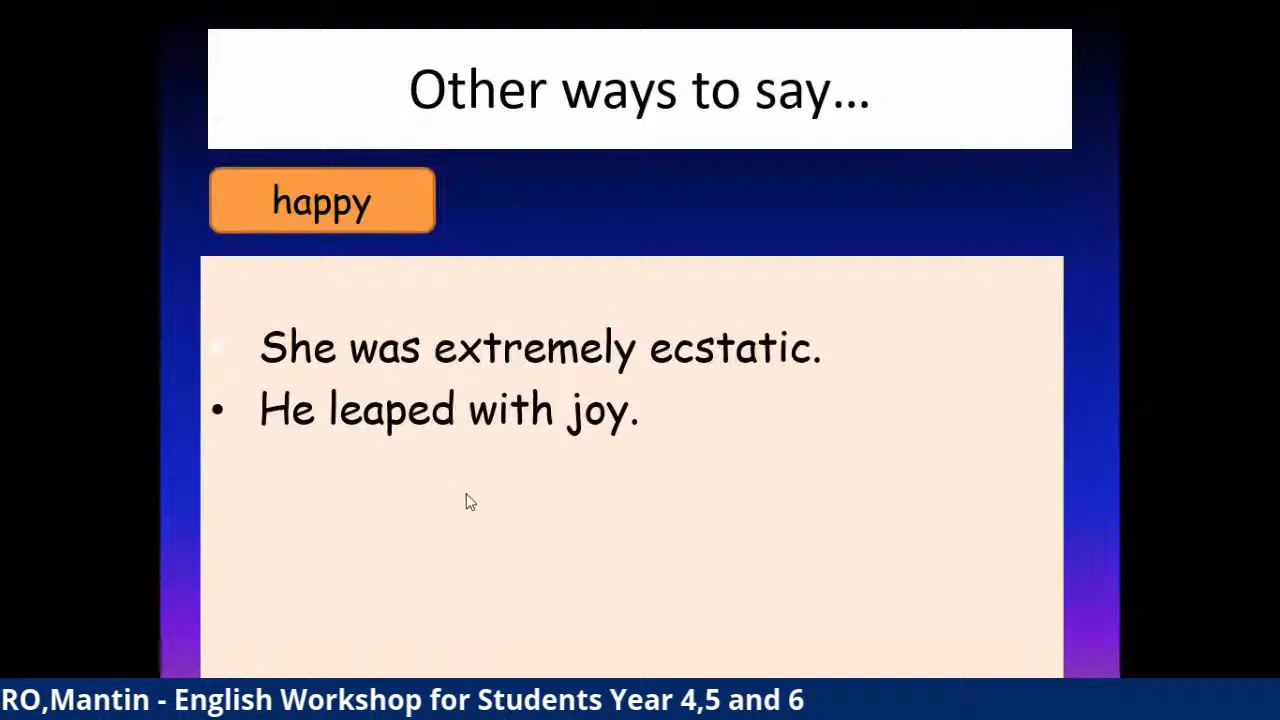 Other ways to say...
happy
• She was extremely ecstatic.
• He leaped with joy.
RO,Mantin - English Workshop for Students Year 4,5 and 6